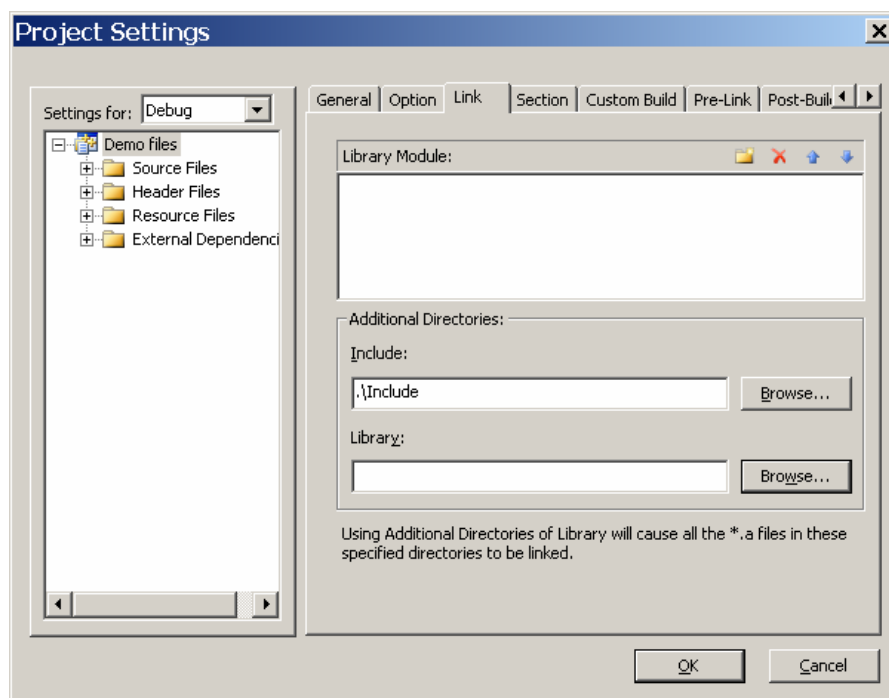 Project Settings
Settings for: Debug
Demo files
Source Files
Header Files
Resource Files
External Dependenci
General Option Link Section Custom Build Pre-Link Post-Buil
Library Module:
Additional Directories:
Include:
.\Include Browse...
Library:
Browse...
Using Additional Directories of Library will cause all the *.a files in these
specified directories to be linked.
OK Cancel